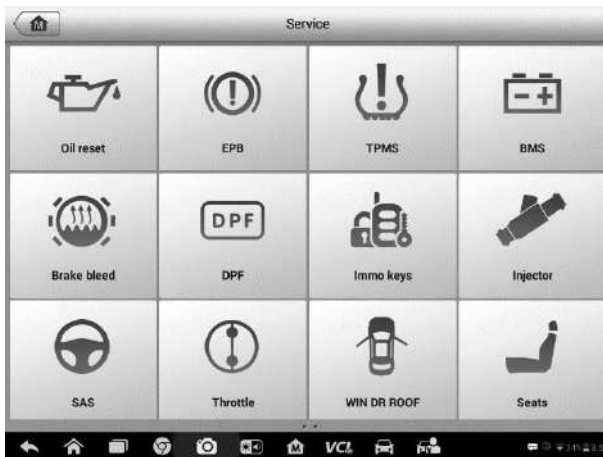 Service
Oil reset
EPB
TPMS
BMS
Brake bleed
DPF
DPF
Immo keys
Injector
SAS
Throttle
WIN DR ROOF
Seats
VCI